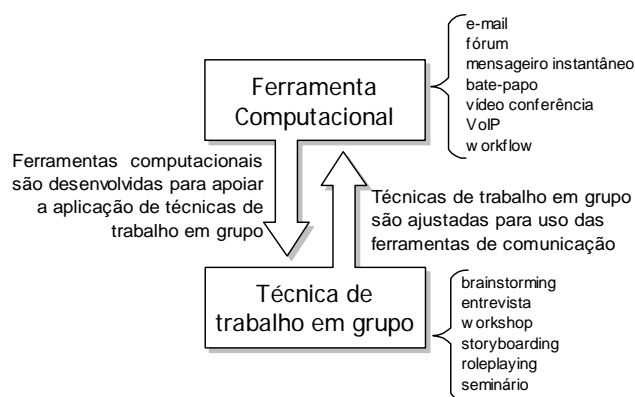 e-mail
fórum
mensageiro instantâneo
bate-papo
vídeo conferência
VoIP
workflow
Ferramenta
Computacional
Ferramentas computacionais
são desenvolvidas para apoiar
a aplicação de técnicas de
trabalho em grupo
Técnicas de trabalho em grupo
são ajustadas para uso das
ferramentas de comunicação
Técnica de
trabalho em grupo
brainstorming
entrevista
workshop
storyboarding
roleplaying
seminário